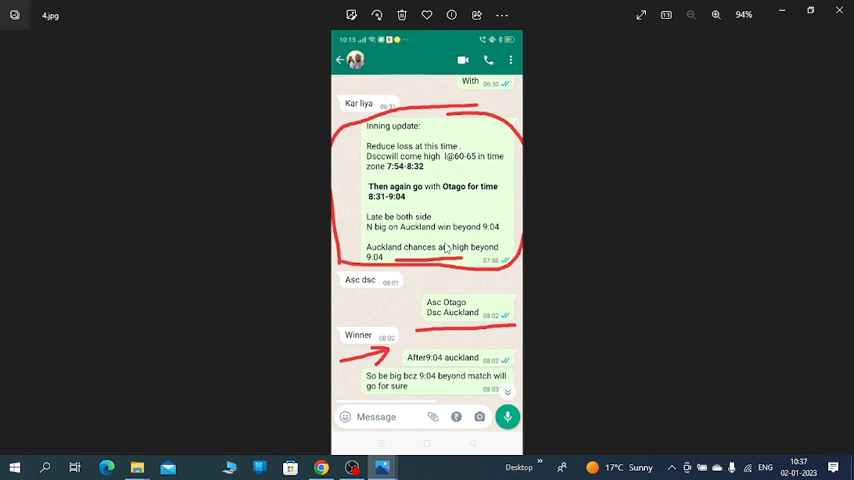 4.jpg
94%
10:15
With
06:30
Kar liya
06:31
Inning update:
Reduce loss at this time .
Dsccwill come high I@60-65 in time
zone 7:54-8:32
Then again go with Otago for time
8:31-9:04
Late be both side
N big on Auckland win beyond 9:04
Auckland chances are high beyond
9:04
07:58
Asc dsc
08:01
Asc Otago
Dsc Auckland
08:02
Winner
08:02
After9:04 auckland
08:02
So be big bcz 9:04 beyond match will
go for sure
08:03
Message
Desktop
17°C Sunny
ENG
10:37
02-01-2023